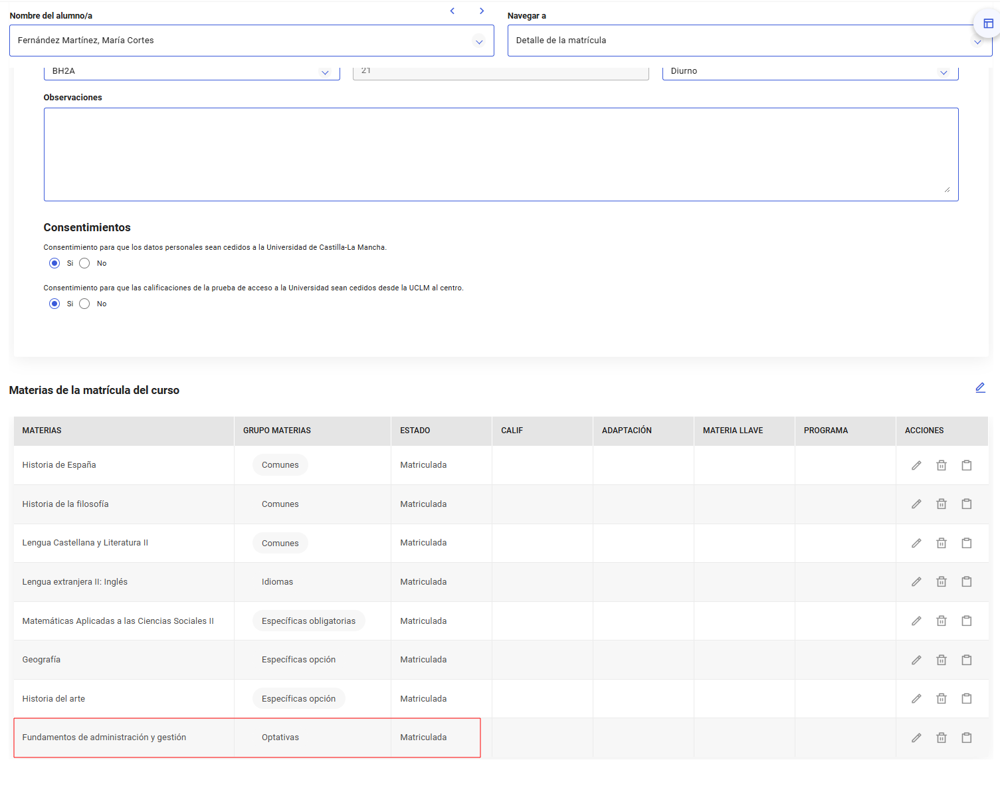 Nombre del alumno/a
Navegar a
Fernández Martínez, María Cortes
Detalle de la matrícula
BH2A
21
Diurno
Observaciones
Consentimientos
Consentimiento para que los datos personales sean cedidos a la Universidad de Castilla-La Mancha.
Si No
Consentimiento para que las calificaciones de la prueba de acceso a la Universidad sean cedidos desde la UCLM al centro.
Si No
Materias de la matrícula del curso
MATERIAS GRUPO MATERIAS ESTADO CALIF ADAPTACIÓN MATERIA LLAVE PROGRAMA ACCIONES
Historia de España Comunes Matriculada
Historia de la filosofía Comunes Matriculada
Lengua Castellana y Literatura II Comunes Matriculada
Lengua extranjera II: Inglés Idiomas Matriculada
Matemáticas Aplicadas a las Ciencias Sociales II Específicas obligatorias Matriculada
Geografía Específicas opción Matriculada
Historia del arte Específicas opción Matriculada
Fundamentos de administración y gestión Optativas Matriculada